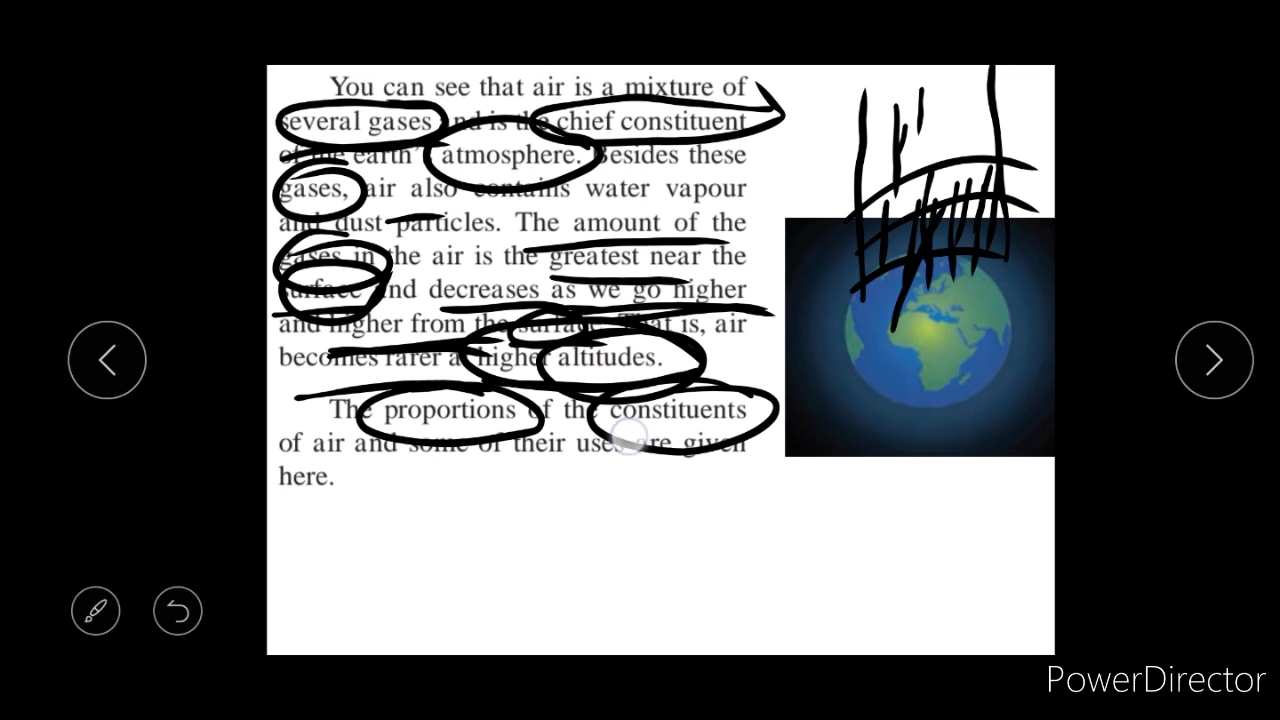 You can see that air is a mixture of
several gases and is the chief constituent
of the earth's atmosphere. Besides these
gases, air also contains water vapour
and dust particles. The amount of the
gases in the air is the greatest near the
surface and decreases as we go higher
and higher from the surface. That is, air
becomes rarer at higher altitudes.
The proportions of the constituents
of air and some of their uses are given
here.
PowerDirector